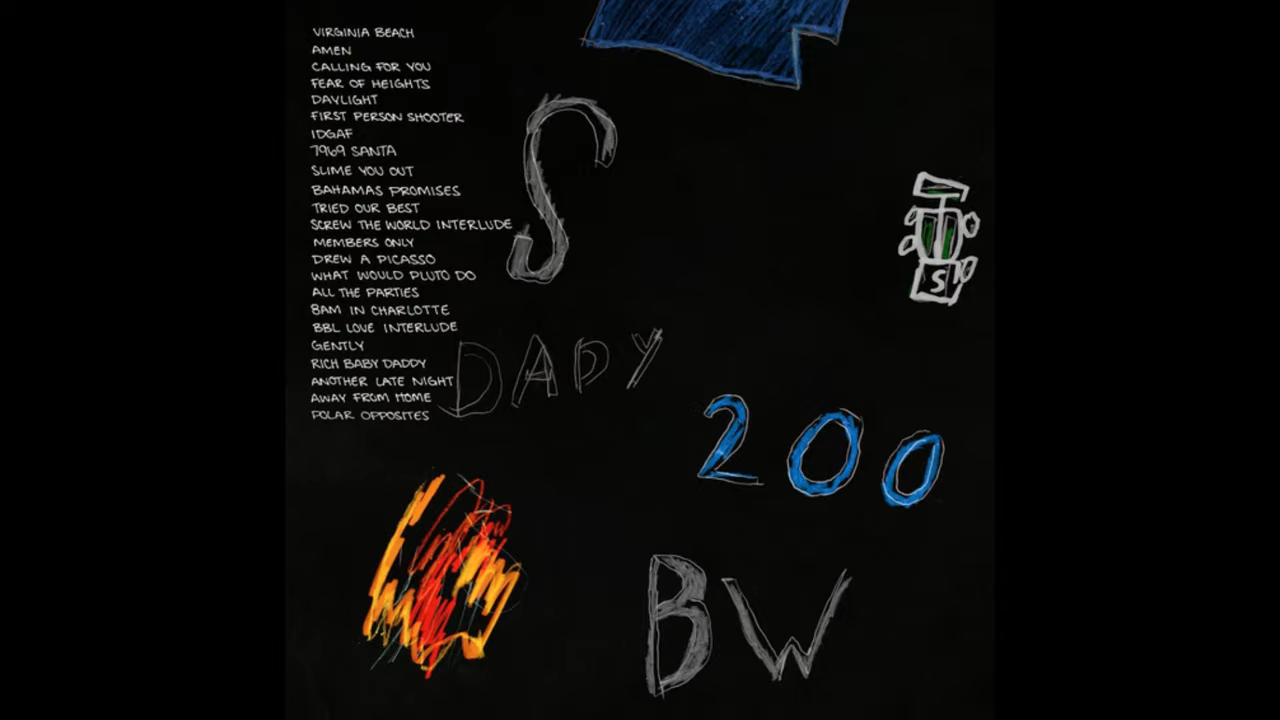 VIRGINIA BEACH
AMEN
CALLING FOR YOU
FEAR OF HEIGHTS
DAYLIGHT
FIRST PERSON SHOOTER
IDGAF
7969 SANTA
SLIME YOU OUT
BAHAMAS PROMISES
TRIED OUR BEST
SCREW THE WORLD INTERLUDE
MEMBERS ONLY
DREW A PICASSO
WHAT WOULD PLUTO DO
ALL THE PARTIES
8AM IN CHARLOTTE
BBL LOVE INTERLUDE
GENTLY
RICH BABY DADDY
ANOTHER LATE NIGHT
AWAY FROM HOME
POLAR OPPOSITES
S
S
DADY
200
BW